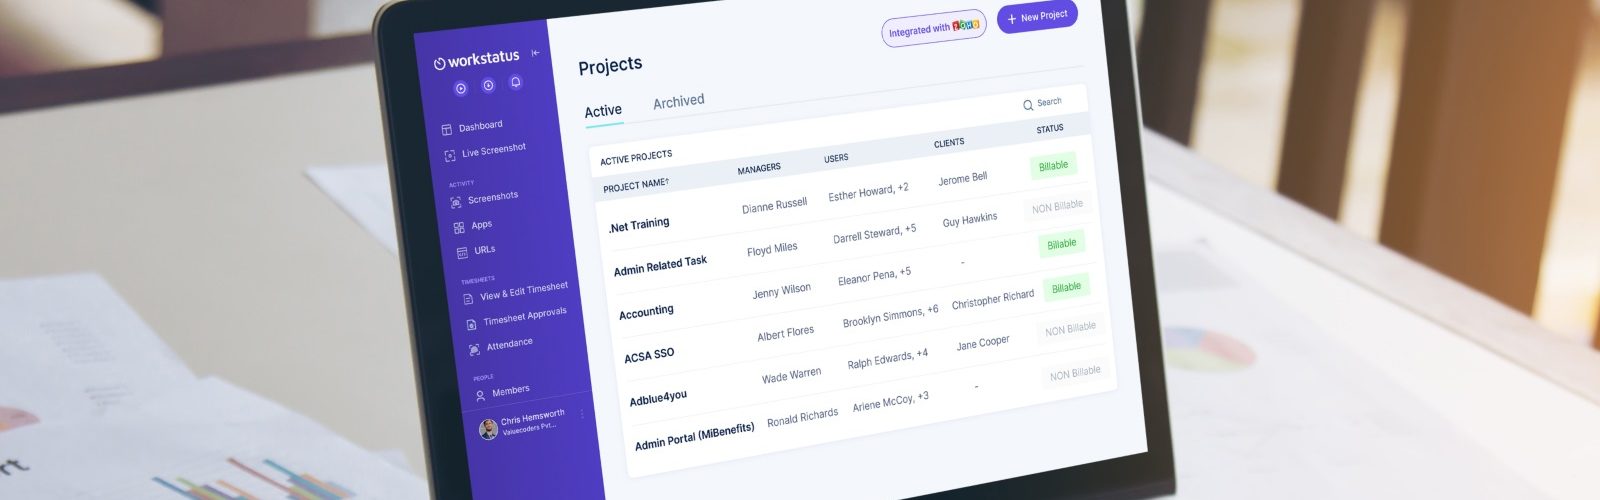 workstatus
Dashboard
Live Screenshot
ACTIVITY
Screenshots
Apps
URLs
TIMESHEETS
View & Edit Timesheet
Timesheet Approvals
Attendance
PEOPLE
Members
Chris Hemsworth
Valuecoders Pvt...
Integrated with ZOHO
+ New Project
Projects
Active Archived
Search
ACTIVE PROJECTS
PROJECT NAME↑ MANAGERS USERS CLIENTS STATUS
.Net Training Dianne Russell Esther Howard, +2 Jerome Bell Billable
Admin Related Task Floyd Miles Darrell Steward, +5 Guy Hawkins NON Billable
Accounting Jenny Wilson Eleanor Pena, +5 - Billable
ACSA SSO Albert Flores Brooklyn Simmons, +6 Christopher Richard Billable
Adblue4you Wade Warren Ralph Edwards, +4 Jane Cooper NON Billable
Admin Portal (MiBenefits) Ronald Richards Arlene McCoy, +3 - NON Billable